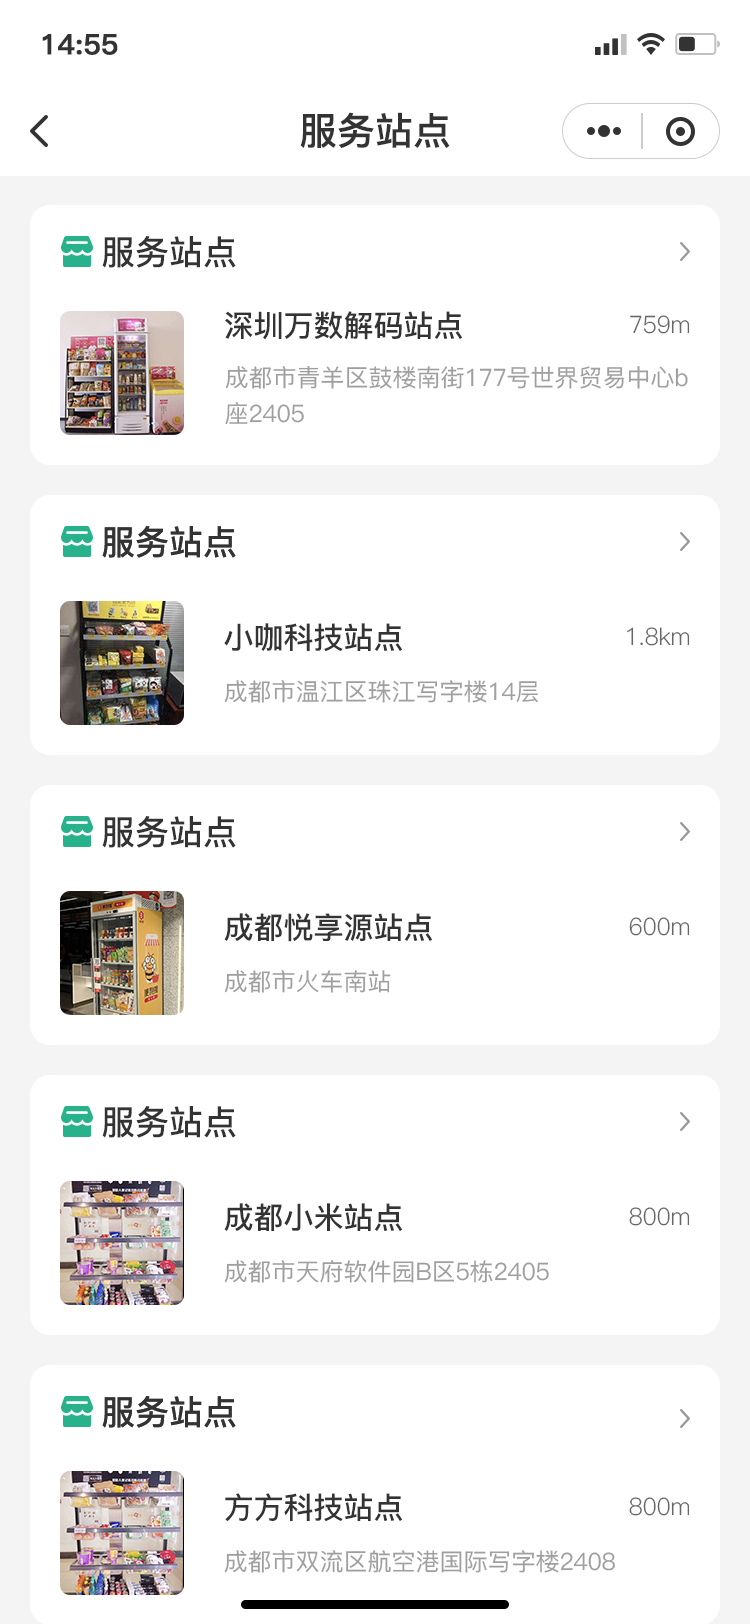 14:55
服务站点
服务站点
深圳万数解码站点
759m
成都市青羊区鼓楼南街177号世界贸易中心b
座2405
服务站点
小咖科技站点
1.8km
成都市温江区珠江写字楼14层
服务站点
成都悦享源站点
600m
成都市火车南站
服务站点
成都小米站点
800m
成都市天府软件园B区5栋2405
服务站点
方方科技站点
800m
成都市双流区航空港国际写字楼2408